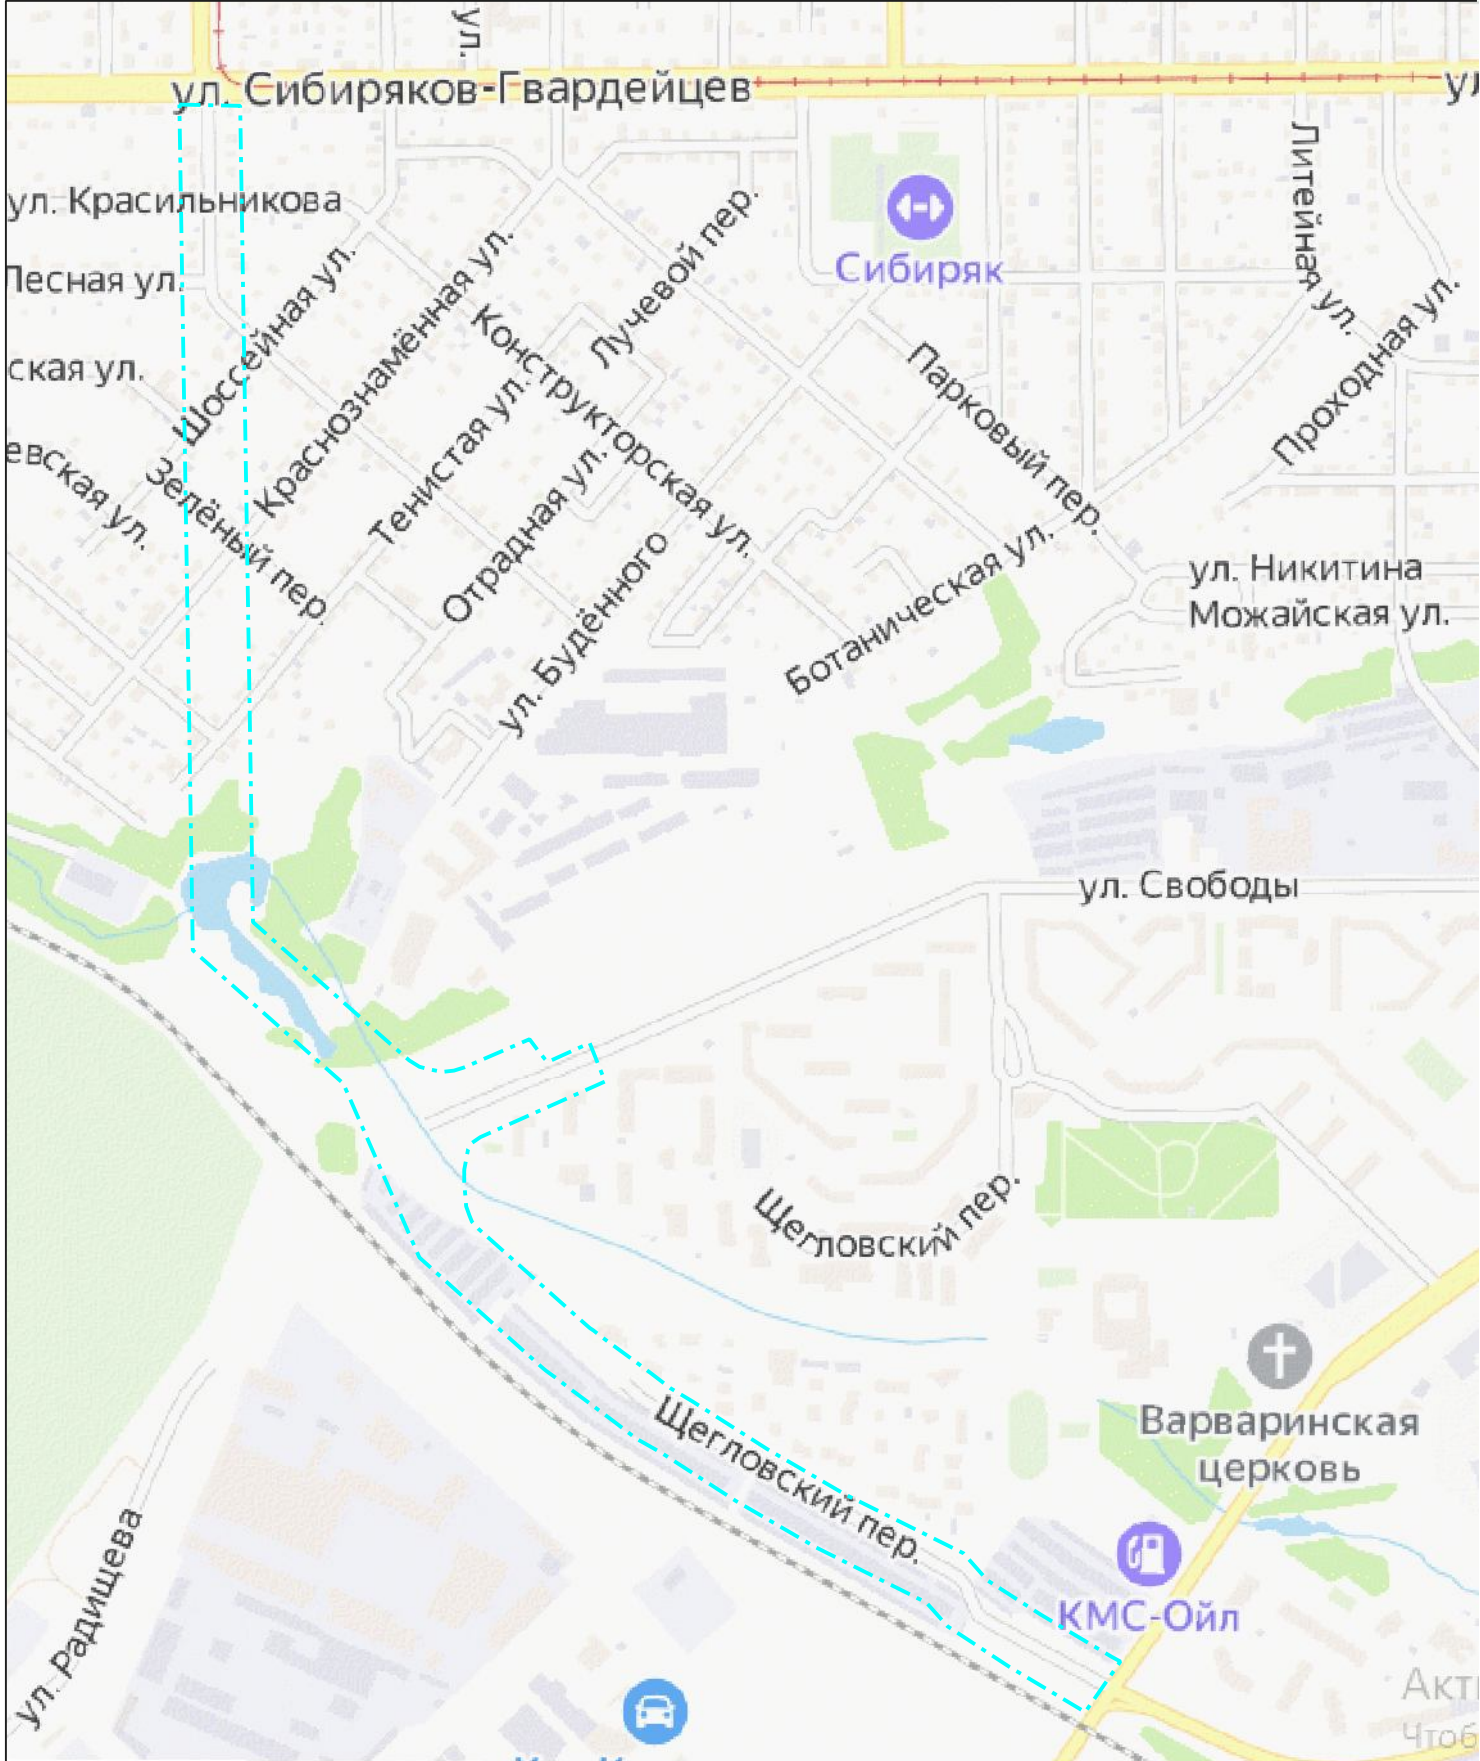 ул.
ул. Сибиряков-Гвардейцев
ул. Красильникова
Лесная ул.
ская ул.
евская ул.
Шоссейная ул.
Зелёный пер.
Краснознамённая ул.
Тенистая ул.
Конструкторская ул.
Лучевой пер.
Отрадная ул.
ул. Будённого
Сибиряк
Парковый пер.
Ботаническая ул.
Литейная ул.
Проходная ул.
ул. Никитина
Можайская ул.
ул. Свободы
Щегловский пер.
Щегловский пер.
Варваринская
церковь
КМС-Ойл
ул. Радищева
Акти
Чтоб